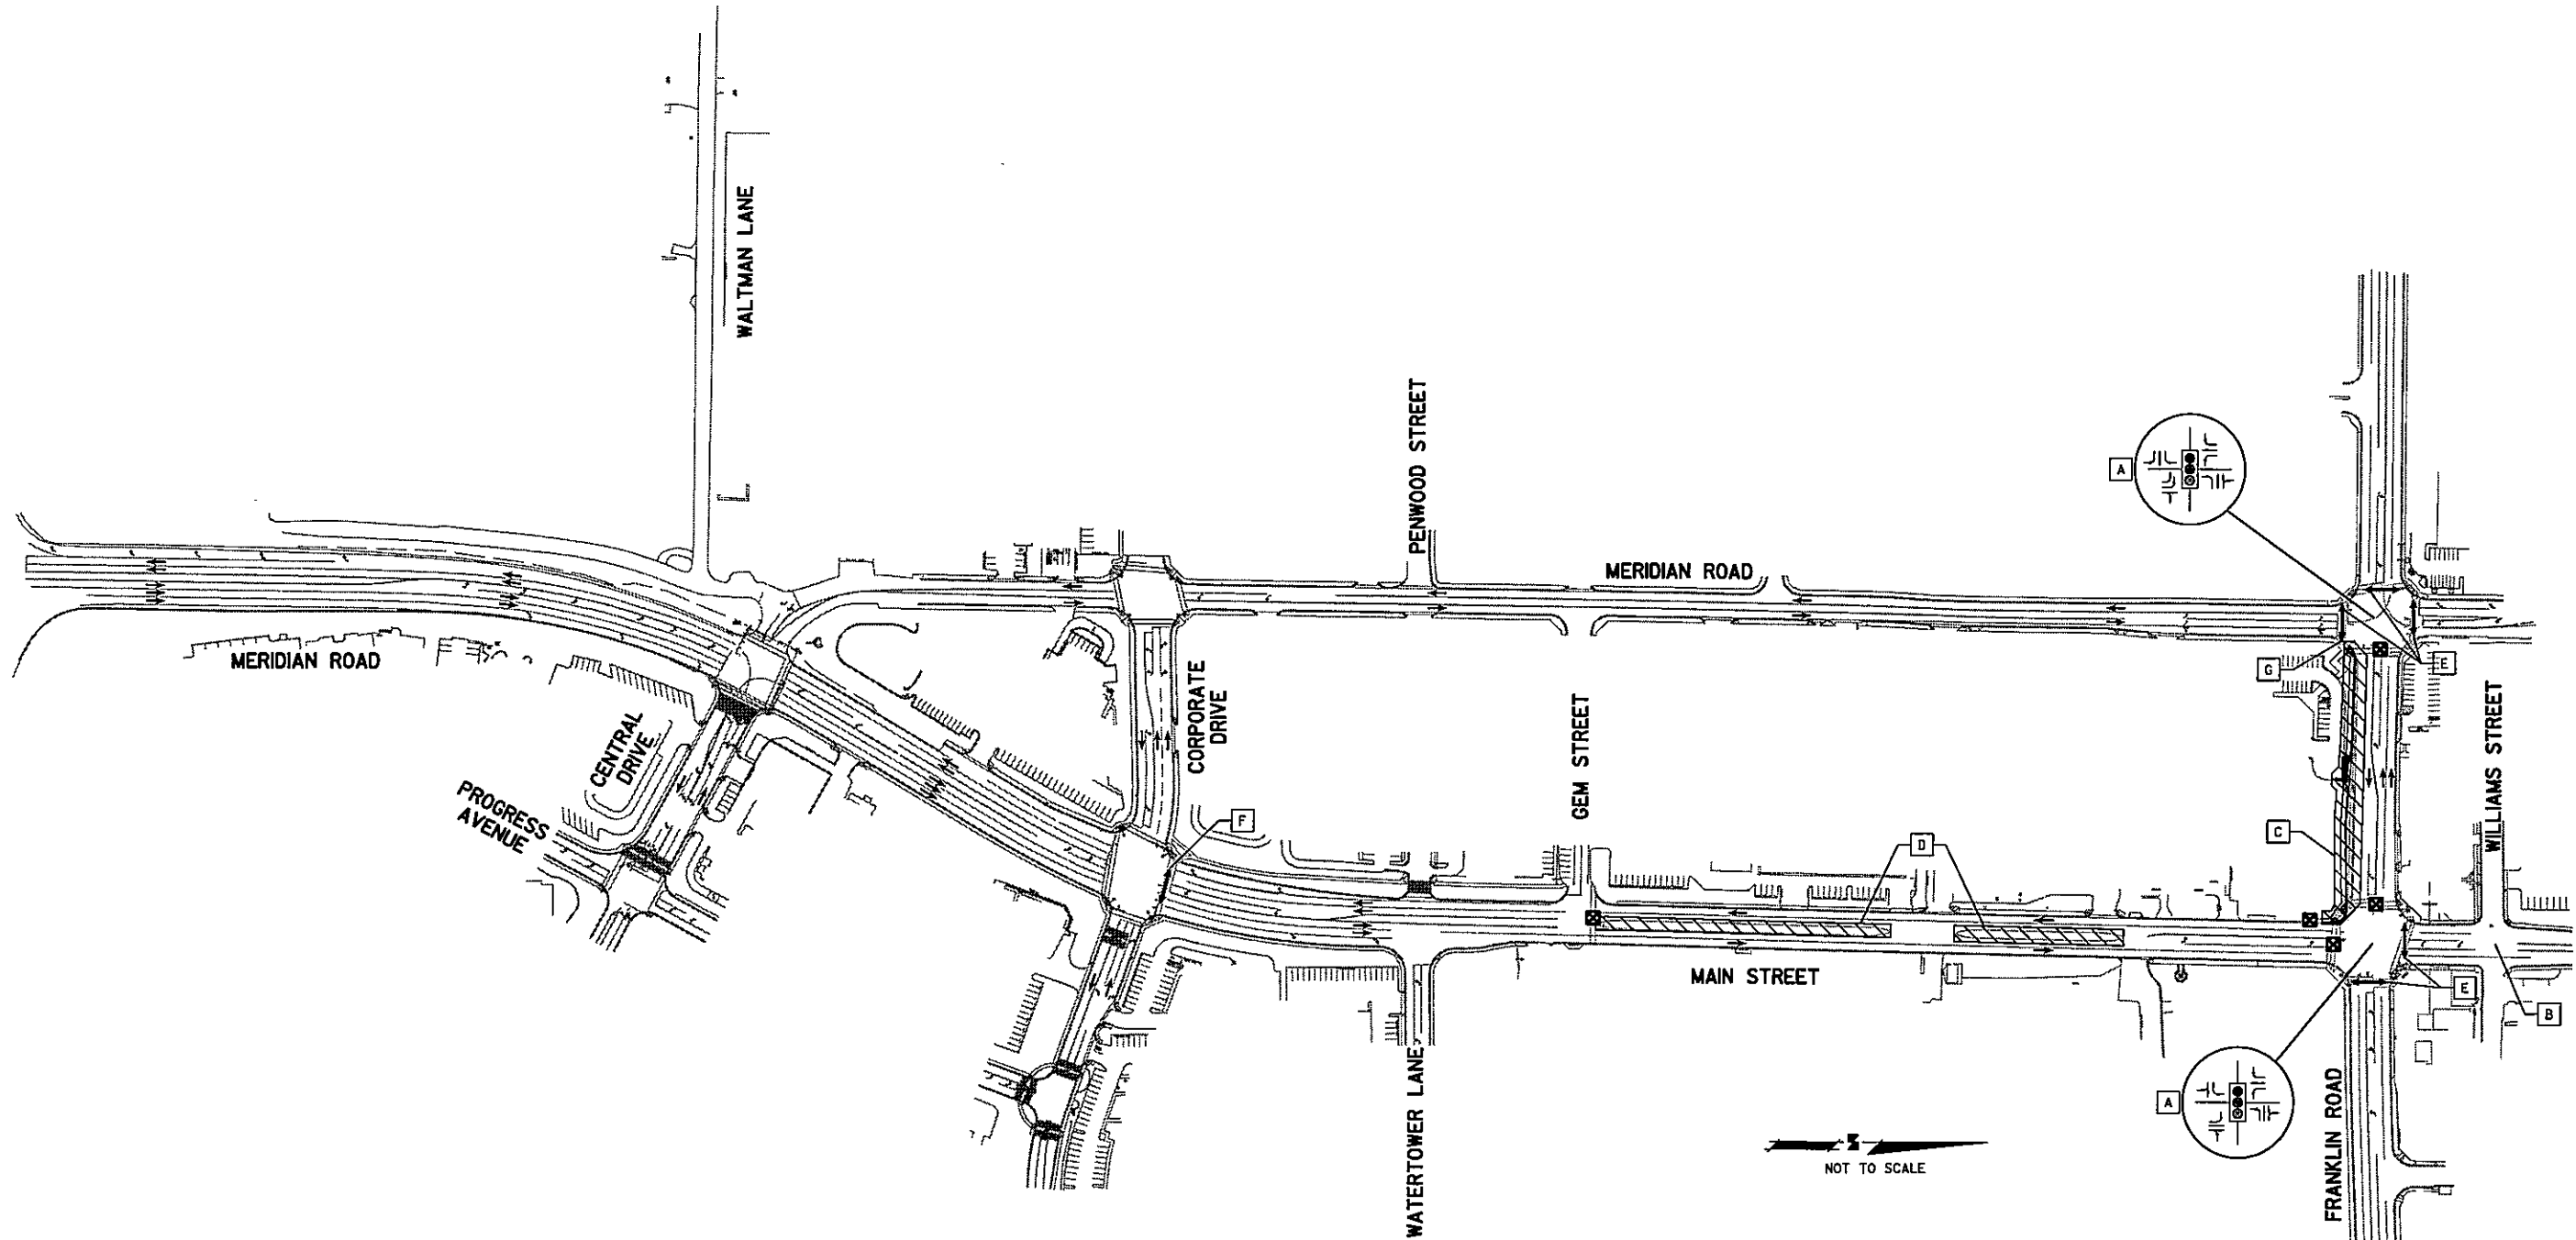 WALTMAN LANE
PENWOOD STREET
MERIDIAN ROAD
A
MERIDIAN ROAD
G
E
CENTRAL
DRIVE
CORPORATE
DRIVE
GEM STREET
WILLIAMS STREET
PROGRESS
AVENUE
F
D
C
MAIN STREET
E
B
WATERTOWER LANE
A
FRANKLIN ROAD
NOT TO SCALE